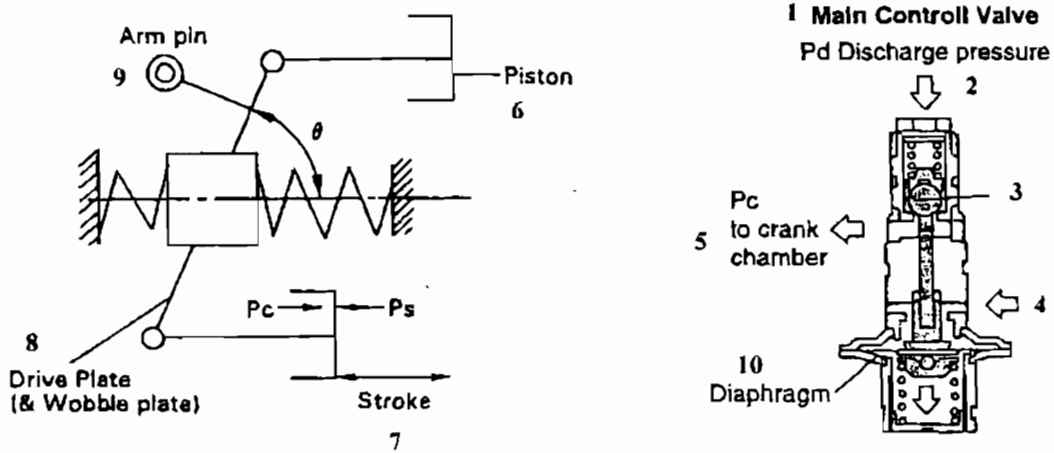 Arm pin
9
θ
Piston
6
Pc
Ps
8
Drive Plate
(& Wobble plate)
Stroke
7
1 Main Controll Valve
Pd Discharge pressure
2
3
Pc
5 to crank
chamber
4
10
Diaphragm